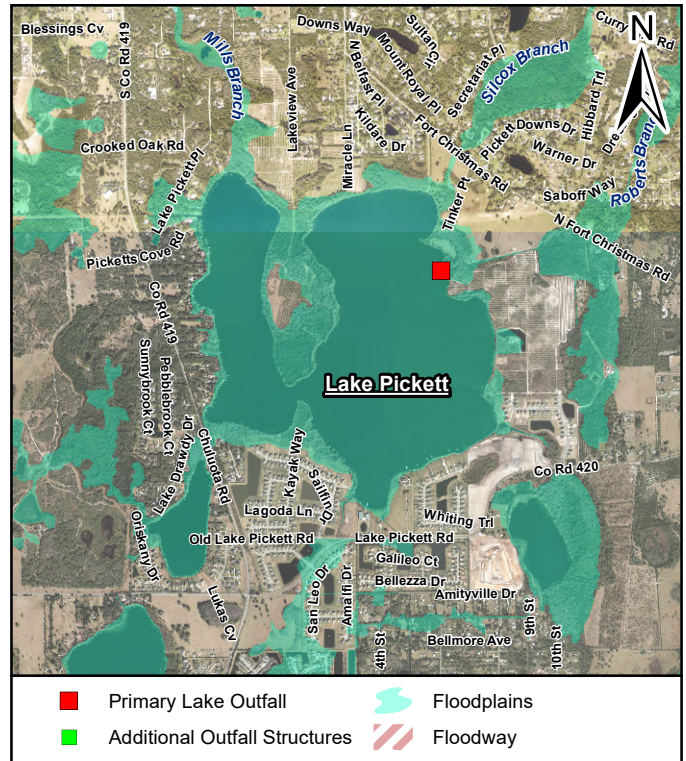 Blessings Cv
S Co Rd 419
Mills Branch
Downs Way
Sultan Cir
Secretariat Pl
Curry
Rd
N
Silcox Branch
Lakeview Ave
N Belfast Pl
Mount Royal Pl
Kildare Dr
Miracle Ln
Fort Christmas Rd
Pickett Downs Dr
Hibbard Trl
Warner Dr
Roberts Bran
Crooked Oak Rd
Lake Pickett Pl
Tinker Pt
Saboff Way
N Fort Christmas Rd
Picketts Cove Rd
Co Rd 419
Pebblebrook Ct
Sunnybrook Ct
Lake Pickett
Lake Drawdy Dr
Chuluota Rd
Kayak Way
Sailfin Dr
Co Rd 420
Lagoda Ln
Whiting Trl
Oriskany Dr
Old Lake Pickett Rd
Lake Pickett Rd
Galileo Ct
Bellezza Dr
Amityville Dr
Lukas Cv
San Leo Dr
Amalfi Dr
4th St
Bellmore Ave
9th St
10th St
Primary Lake Outfall
Floodplains
Additional Outfall Structures
Floodway